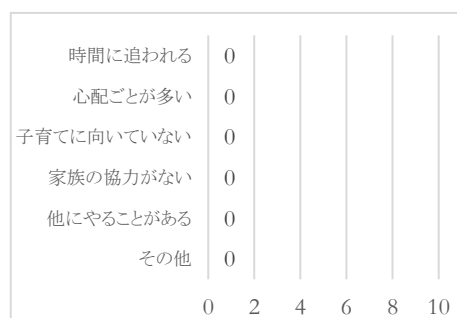 時間に追われる 0
心配ごとが多い 0
子育てに向いていない 0
家族の協力がない 0
他にやることがある 0
その他 0
0 2 4 6 8 10